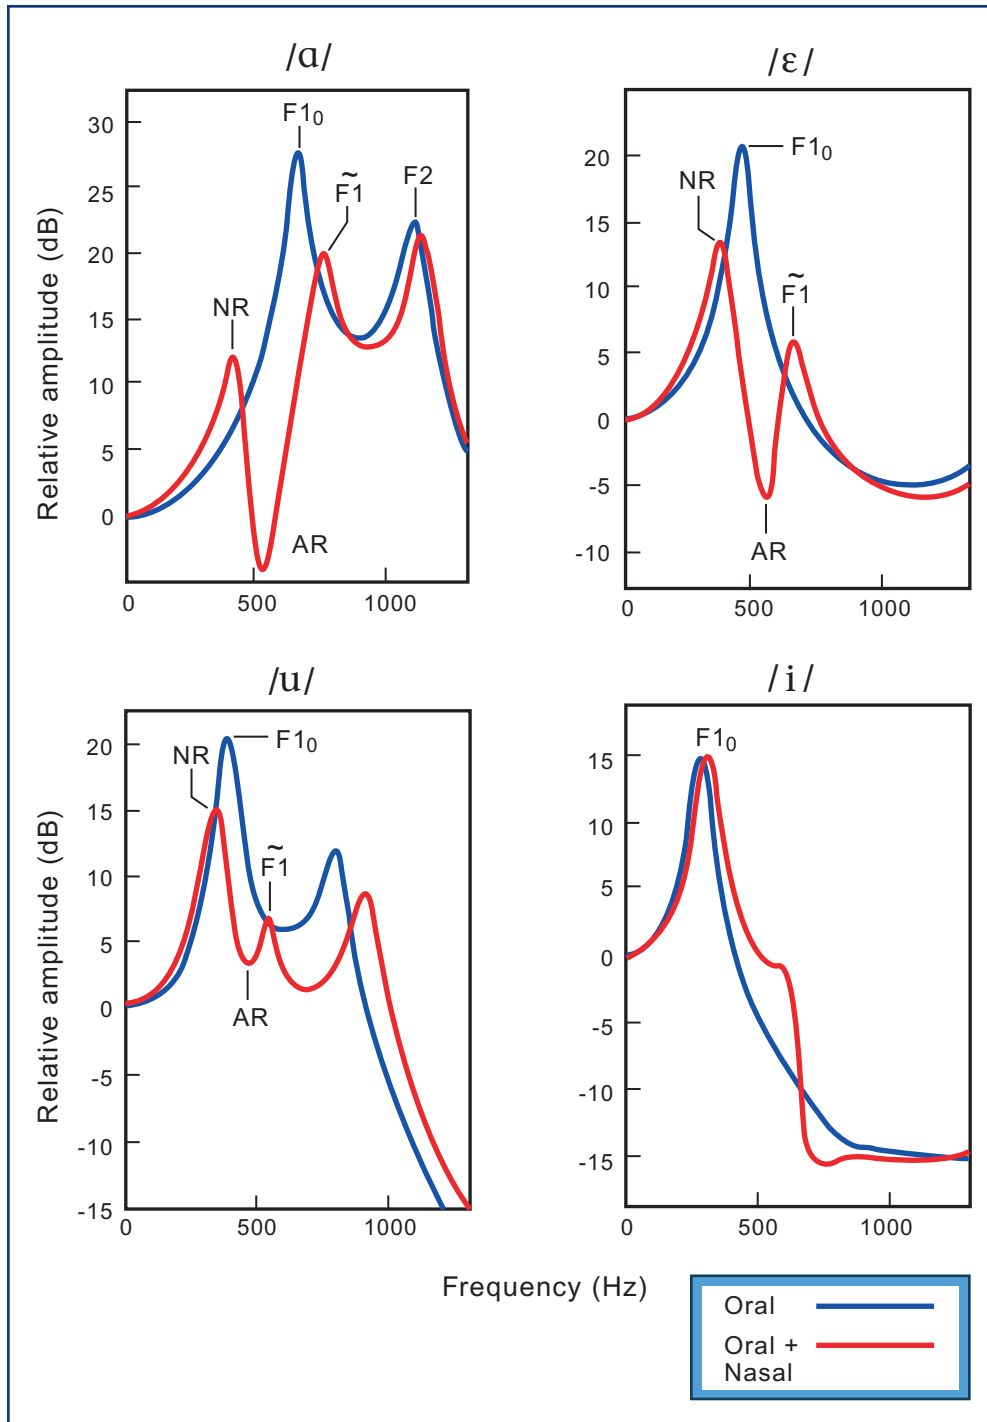 /ɑ/
Relative amplitude (dB)
30
25
20
15
10
5
0
F1₀
F̃1
F2
NR
AR
0 500 1000
/ɛ/
20
15
10
5
0
-5
-10
F1₀
NR
F̃1
AR
0 500 1000
/u/
Relative amplitude (dB)
20
15
10
5
0
-5
-10
-15
F1₀
NR
F̃1
AR
0 500 1000
/i/
15
10
5
0
-5
-10
-15
F1₀
0 500 1000
Frequency (Hz)
Oral
Oral +
Nasal